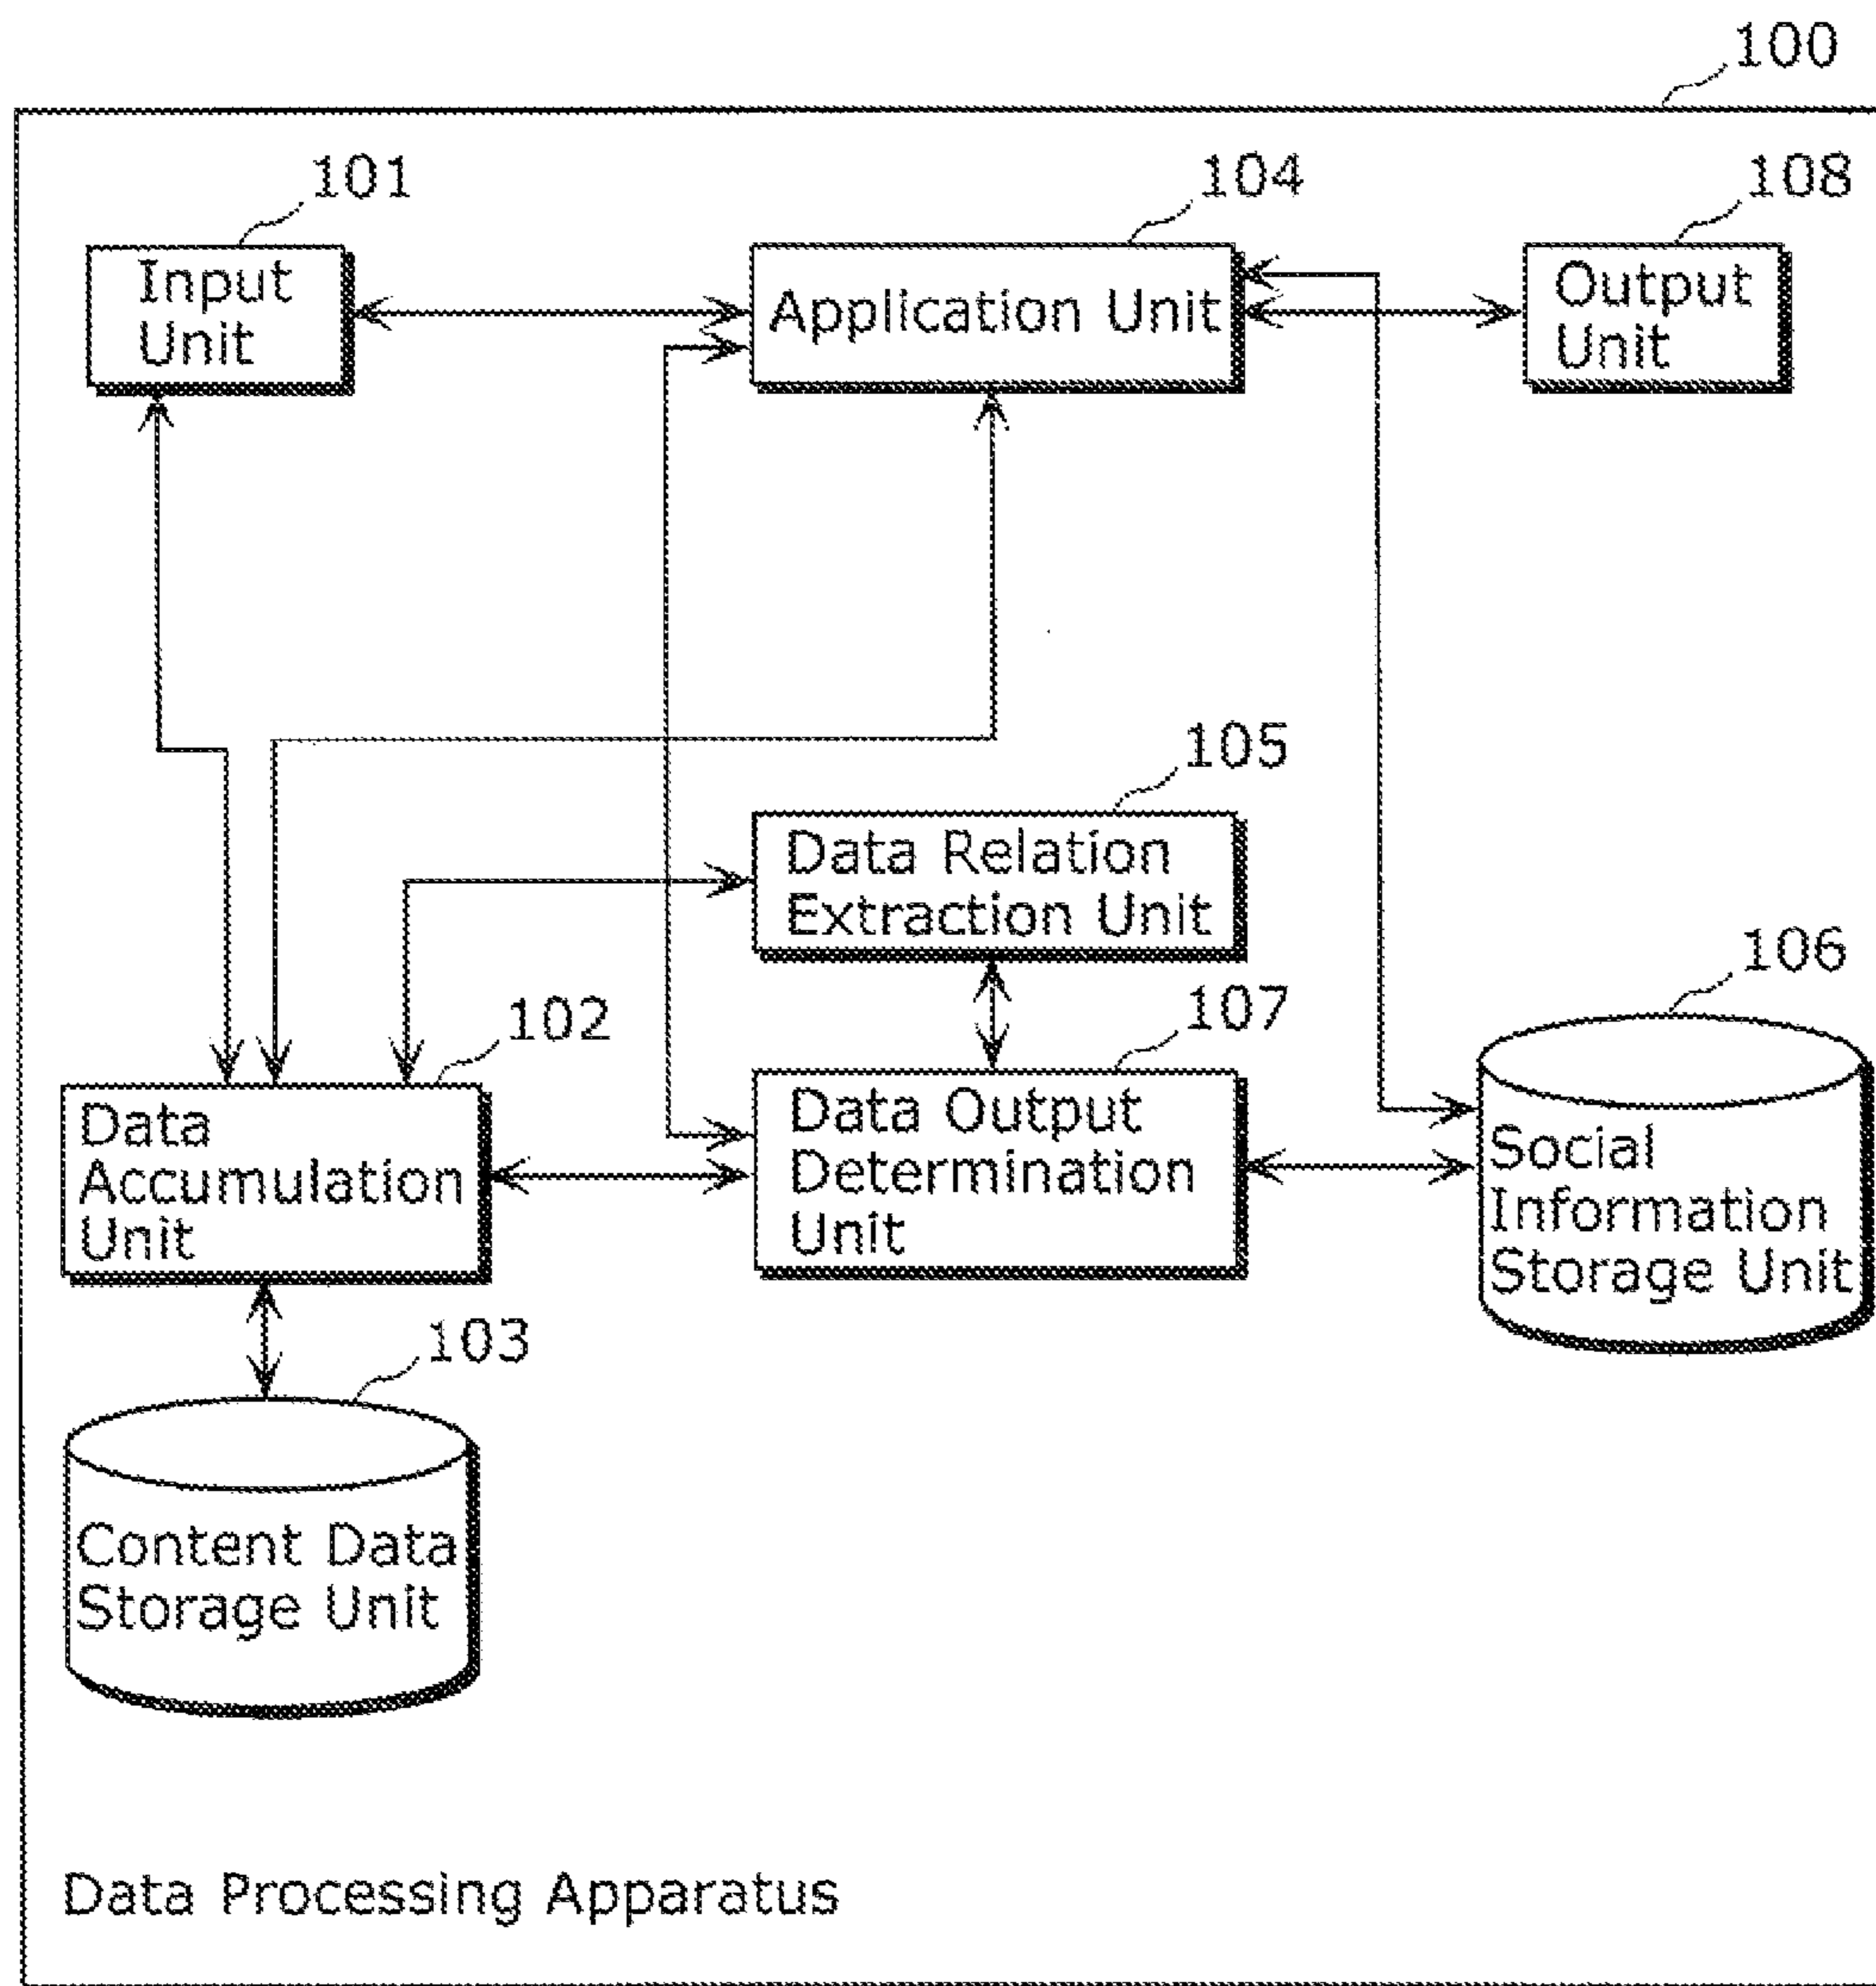 100
101
104
108
Input
Unit
Application Unit
Output
Unit
105
Data Relation
Extraction Unit
106
102
107
Data
Accumulation
Unit
Data Output
Determination
Unit
Social
Information
Storage Unit
103
Content Data
Storage Unit
Data Processing Apparatus